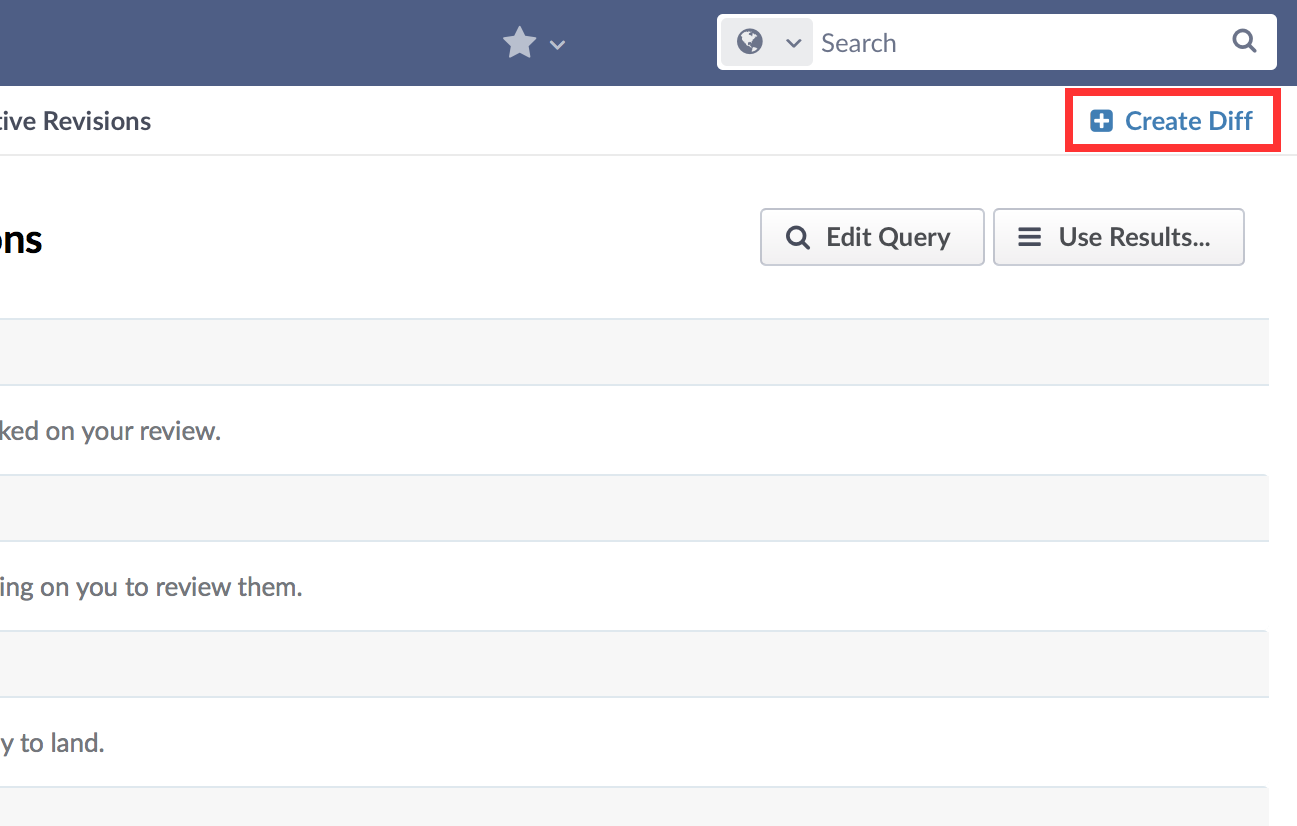 Search
tive Revisions
Create Diff
ons
Edit Query
Use Results...
ked on your review.
ing on you to review them.
y to land.